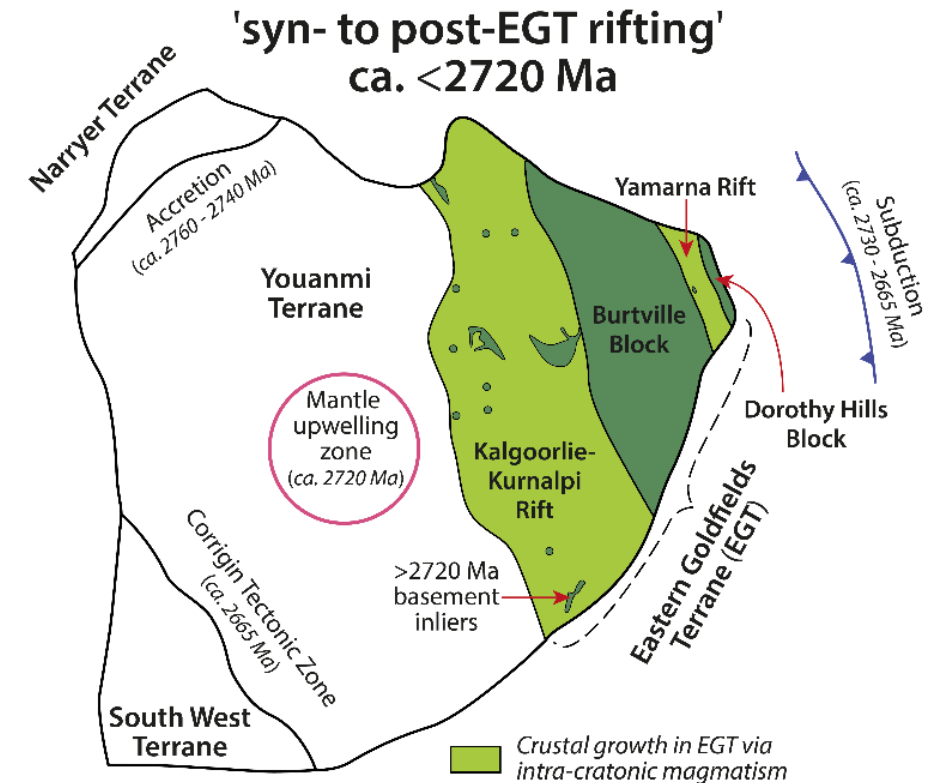 'syn- to post-EGT rifting'
ca. <2720 Ma
Narryer Terrane
Accretion
(ca. 2760 - 2740 Ma)
Youanmi
Terrane
Yamarna Rift
Subduction
(ca. 2730 - 2665 Ma)
Burtville
Block
Dorothy Hills
Block
Mantle
upwelling
zone
(ca. 2720 Ma)
Kalgoorlie-
Kurnalpi
Rift
Eastern Goldfields
Terrane (EGT)
>2720 Ma
basement
inliers
Corrigin Tectonic Zone
(ca. 2665 Ma)
South West
Terrane
Crustal growth in EGT via
intra-cratonic magmatism